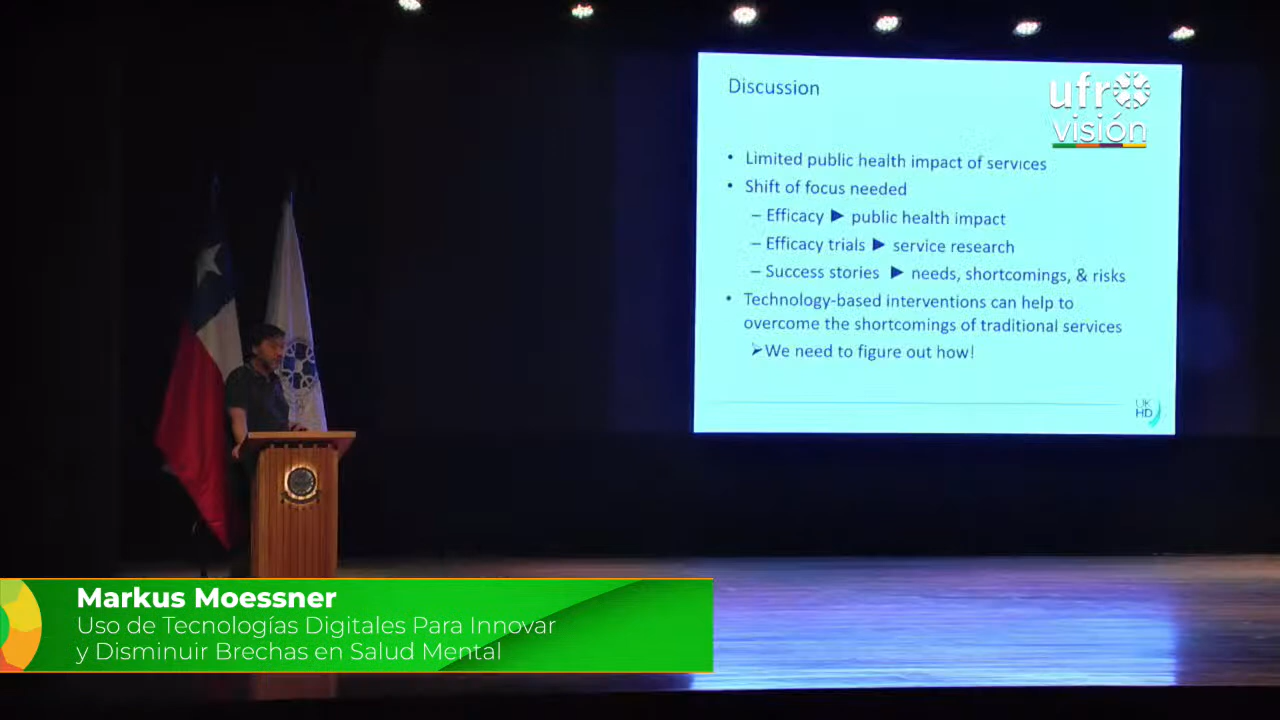 Discussion
ufro
visión
• Limited public health impact of services
• Shift of focus needed
– Efficacy ► public health impact
– Efficacy trials ► service research
– Success stories ► needs, shortcomings, & risks
• Technology-based interventions can help to
overcome the shortcomings of traditional services
➢We need to figure out how!
UK
HD
Markus Moessner
Uso de Tecnologías Digitales Para Innovar
y Disminuir Brechas en Salud Mental